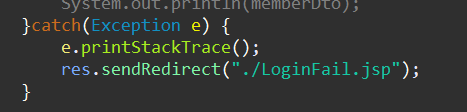 System.out.println(memberDto);
}catch(Exception e) {
e.printStackTrace();
res.sendRedirect("./LoginFail.jsp");
}